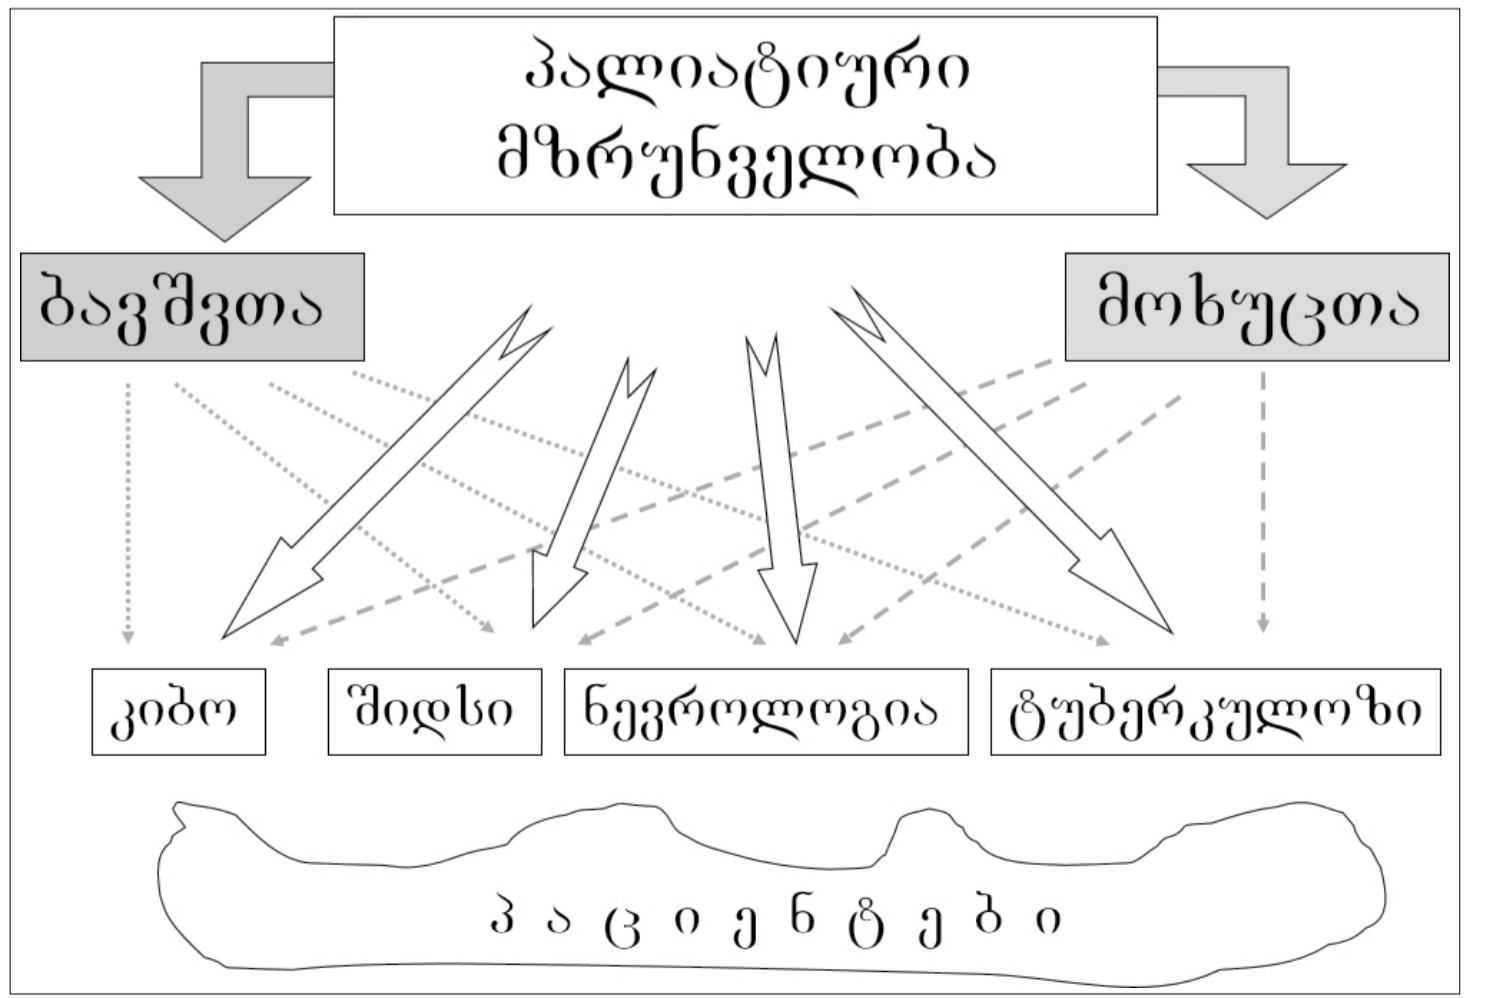 პალიატიური
მზრუნველობა
ბავშვთა
მოხუცთა
კიბო
შიდსი
ნევროლოგია
ტუბერკულოზი
პ ა ც ი ე ნ ტ ე ბ ი